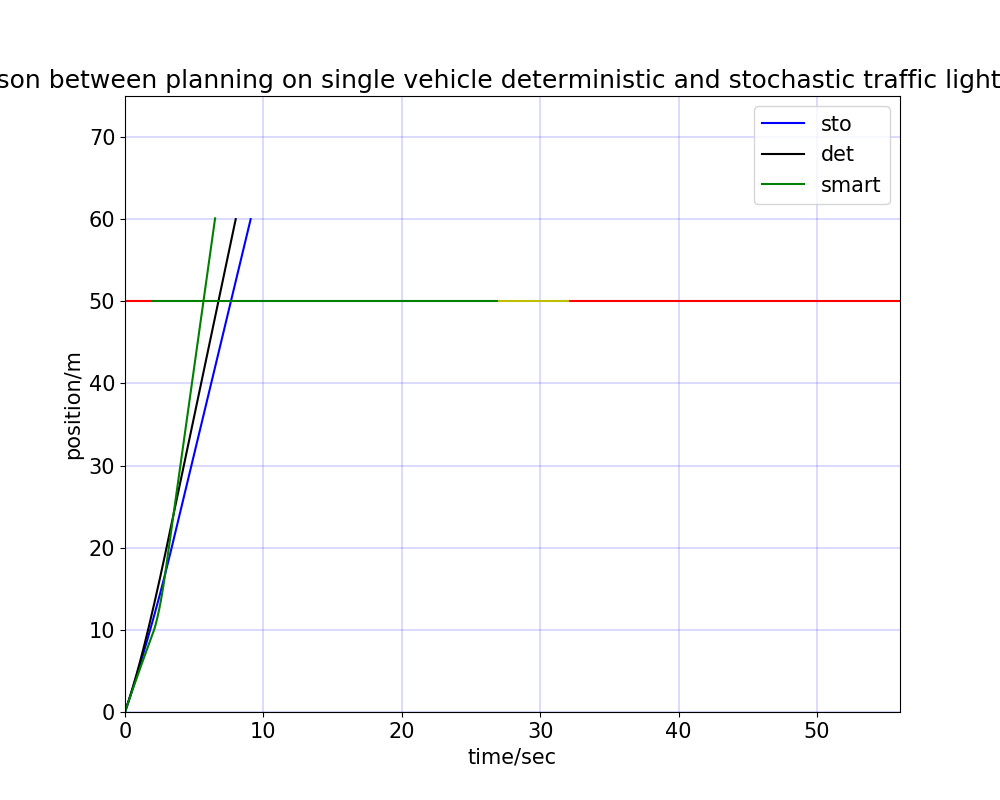 son between planning on single vehicle deterministic and stochastic traffic light
sto
det
smart
70
60
50
40
30
20
10
0
position/m
0 10 20 30 40 50
time/sec